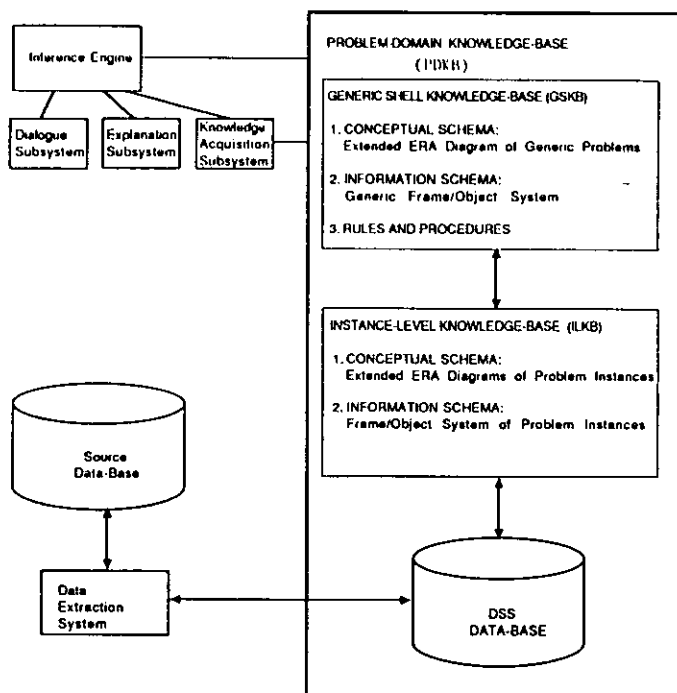 Inference Engine
Dialogue
Subsystem
Explanation
Subsystem
Knowledge
Acquisition
Subsystem
PROBLEM-DOMAIN KNOWLEDGE-BASE
(PDKB)
GENERIC SHELL KNOWLEDGE-BASE (GSKB)
1. CONCEPTUAL SCHEMA:
Extended ERA Diagram of Generic Problems
2. INFORMATION SCHEMA:
Generic Frame/Object System
3. RULES AND PROCEDURES
INSTANCE-LEVEL KNOWLEDGE-BASE (ILKB)
1. CONCEPTUAL SCHEMA:
Extended ERA Diagrams of Problem Instances
2. INFORMATION SCHEMA:
Frame/Object System of Problem Instances
Source
Data-Base
Data
Extraction
System
DSS
DATA-BASE